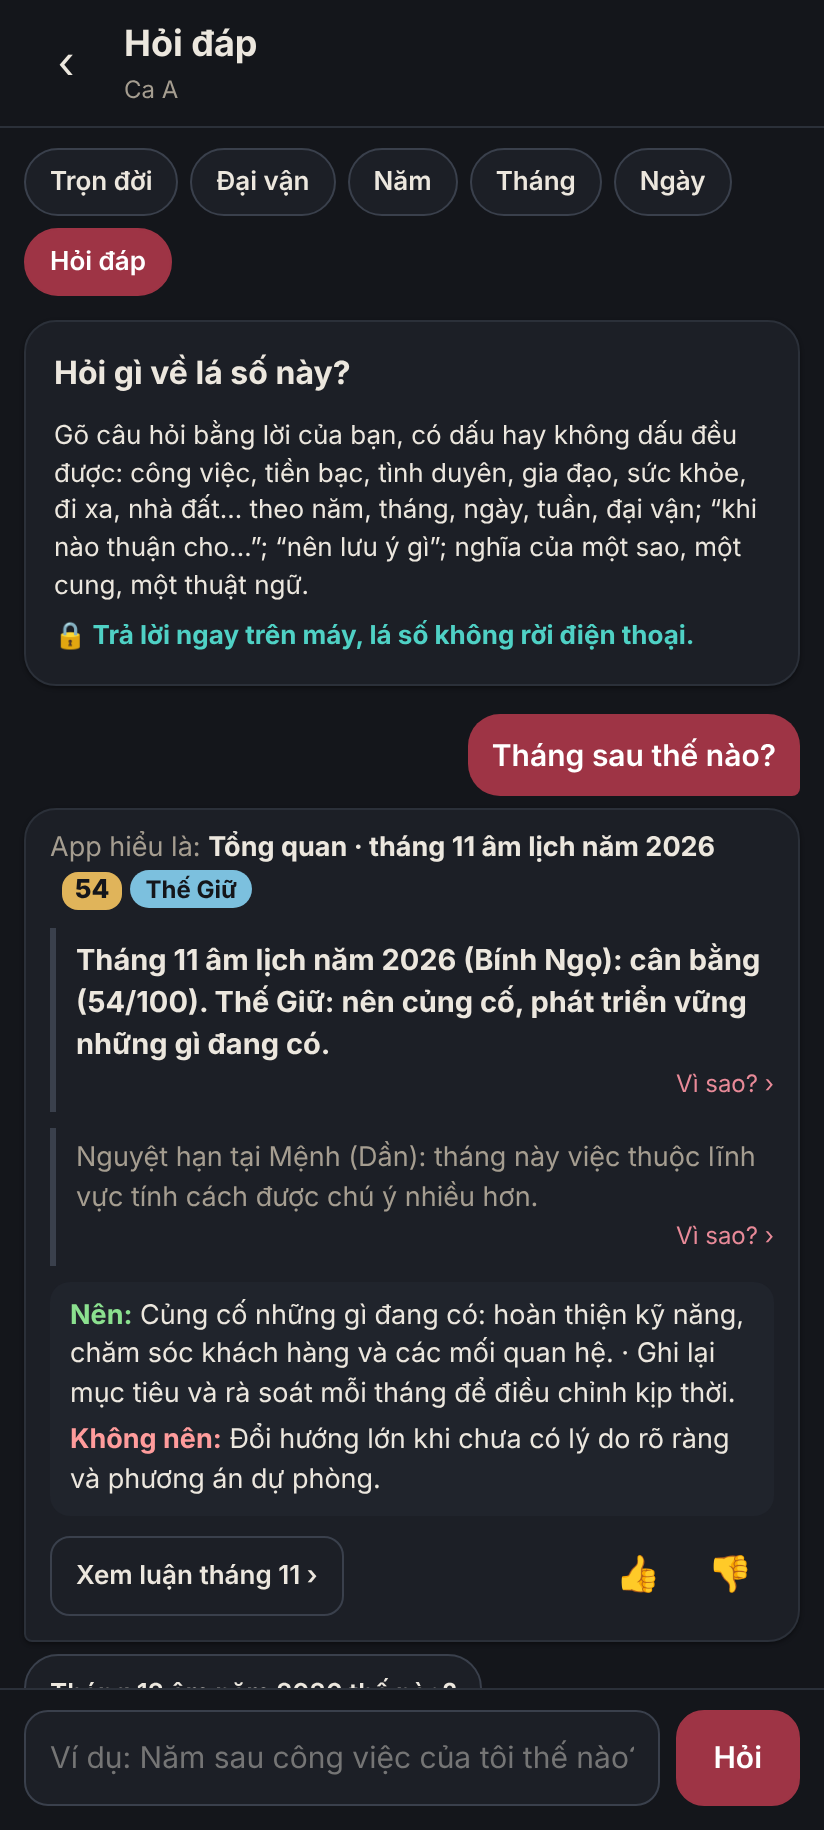 Hỏi đáp
Ca A
Trọn đời
Đại vận
Năm
Tháng
Ngày
Hỏi đáp
Hỏi gì về lá số này?
Gõ câu hỏi bằng lời của bạn, có dấu hay không dấu đều
được: công việc, tiền bạc, tình duyên, gia đạo, sức khỏe,
đi xa, nhà đất... theo năm, tháng, ngày, tuần, đại vận; “khi
nào thuận cho...”; “nên lưu ý gì”; nghĩa của một sao, một
cung, một thuật ngữ.
🔒 Trả lời ngay trên máy, lá số không rời điện thoại.
Tháng sau thế nào?
App hiểu là: Tổng quan · tháng 11 âm lịch năm 2026
54 Thế Giữ
Tháng 11 âm lịch năm 2026 (Bính Ngọ): cân bằng
(54/100). Thế Giữ: nên củng cố, phát triển vững
những gì đang có.
Vì sao? ›
Nguyệt hạn tại Mệnh (Dần): tháng này việc thuộc lĩnh
vực tính cách được chú ý nhiều hơn.
Vì sao? ›
Nên: Củng cố những gì đang có: hoàn thiện kỹ năng,
chăm sóc khách hàng và các mối quan hệ. · Ghi lại
mục tiêu và rà soát mỗi tháng để điều chỉnh kịp thời.
Không nên: Đổi hướng lớn khi chưa có lý do rõ ràng
và phương án dự phòng.
Xem luận tháng 11 ›
Ví dụ: Năm sau công việc của tôi thế nào?
Hỏi